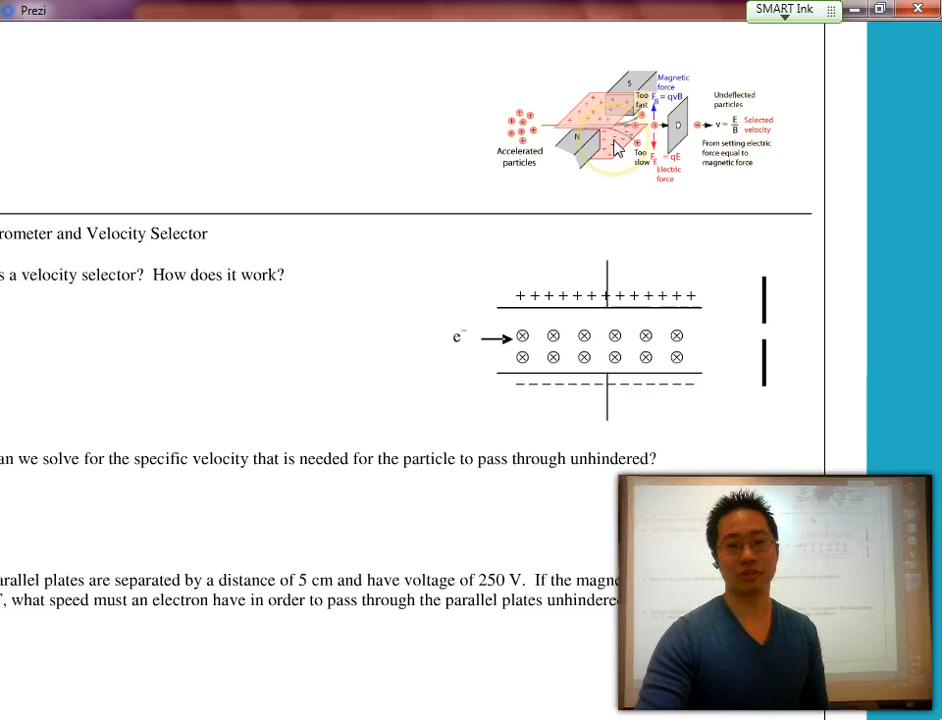 Prezi
SMART Ink
S
Magnetic
force
Too
fast
F_B = qvB
Undeflected
particles
N
v = E/B
Selected
velocity
Accelerated
particles
Too
slow
F_E = qE
Electric
force
From setting electric
force equal to
magnetic force
rometer and Velocity Selector
s a velocity selector? How does it work?
+ + + + + + + + + + + + +
e⁻
⊗ ⊗ ⊗ ⊗ ⊗ ⊗
⊗ ⊗ ⊗ ⊗ ⊗ ⊗
an we solve for the specific velocity that is needed for the particle to pass through unhindered?
arallel plates are separated by a distance of 5 cm and have voltage of 250 V. If the magne
, what speed must an electron have in order to pass through the parallel plates unhindere